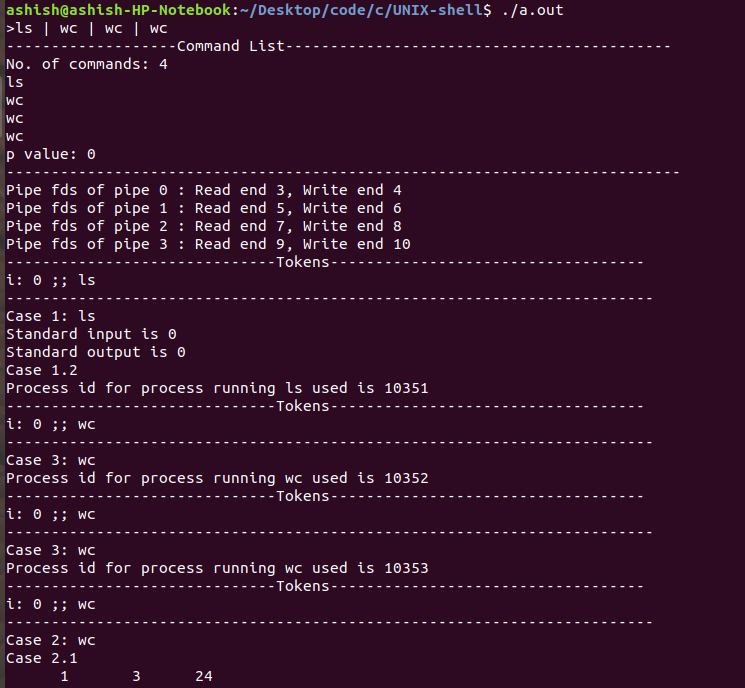 ashish@ashish-HP-Notebook:~/Desktop/code/c/UNIX-shell$ ./a.out
>ls | wc | wc | wc
-------------------Command List-------------------------------------------
No. of commands: 4
ls
wc
wc
wc
p value: 0
---------------------------------------------------------------------------
Pipe fds of pipe 0 : Read end 3, Write end 4
Pipe fds of pipe 1 : Read end 5, Write end 6
Pipe fds of pipe 2 : Read end 7, Write end 8
Pipe fds of pipe 3 : Read end 9, Write end 10
------------------------------Tokens-----------------------------------
i: 0 ;; ls
------------------------------------------------------------------------
Case 1: ls
Standard input is 0
Standard output is 0
Case 1.2
Process id for process running ls used is 10351
------------------------------Tokens-----------------------------------
i: 0 ;; wc
------------------------------------------------------------------------
Case 3: wc
Process id for process running wc used is 10352
------------------------------Tokens-----------------------------------
i: 0 ;; wc
------------------------------------------------------------------------
Case 3: wc
Process id for process running wc used is 10353
------------------------------Tokens-----------------------------------
i: 0 ;; wc
------------------------------------------------------------------------
Case 2: wc
Case 2.1
      1       3      24